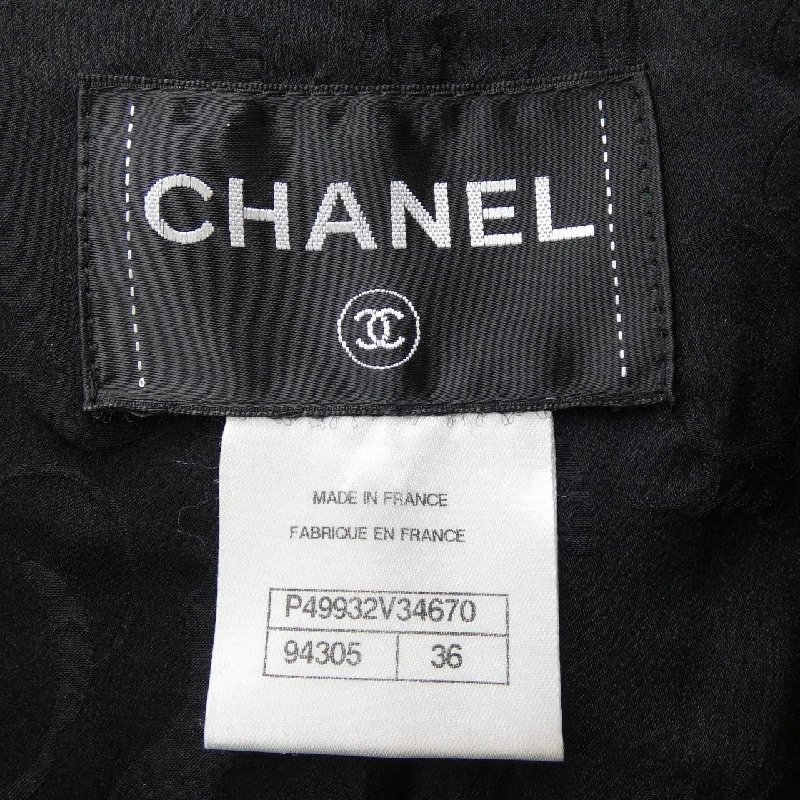 CHANEL
MADE IN FRANCE
FABRIQUE EN FRANCE
P49932V34670
94305 36